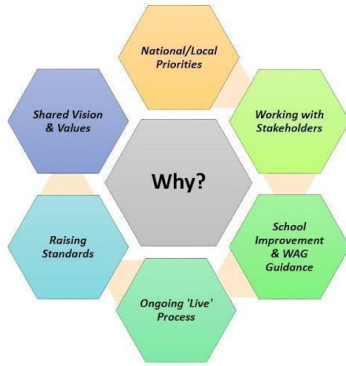 National/Local
Priorities
Shared Vision
& Values
Working with
Stakeholders
Why?
Raising
Standards
School
Improvement
& WAG
Guidance
Ongoing 'Live'
Process